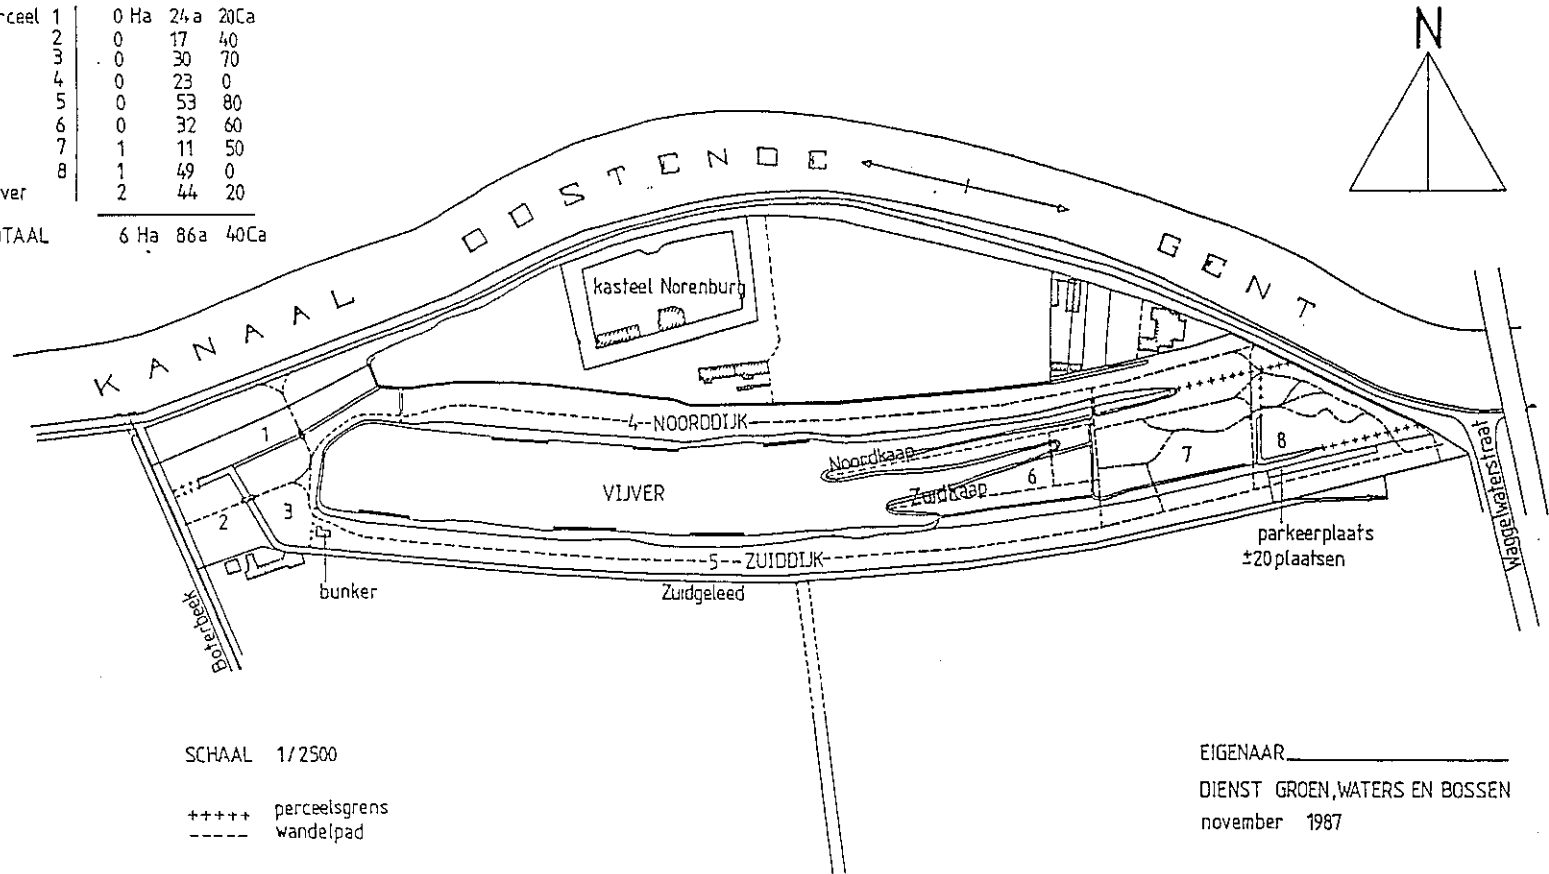 rceel 1 0 Ha 24a 20Ca
2 0 17 40
3 0 30 70
4 0 23 0
5 0 53 80
6 0 32 60
7 1 11 50
8 1 49 0
ver 2 44 20
TAAL 6 Ha 86a 40Ca
N
KANAAL OOSTENDE GENT
kasteel Norenburg
4--NOORDDIJK
1
Noordkaap
8
7
6
VIJVER
Zuidkaap
2
3
parkeerplaats
±20 plaatsen
5--ZUIDDIJK
bunker
Zuidgeleed
Boterbeek
Waggelwaterstraat
SCHAAL 1/2500
+++++ perceelsgrens
----- wandelpad
EIGENAAR
DIENST GROEN,WATERS EN BOSSEN
november 1987